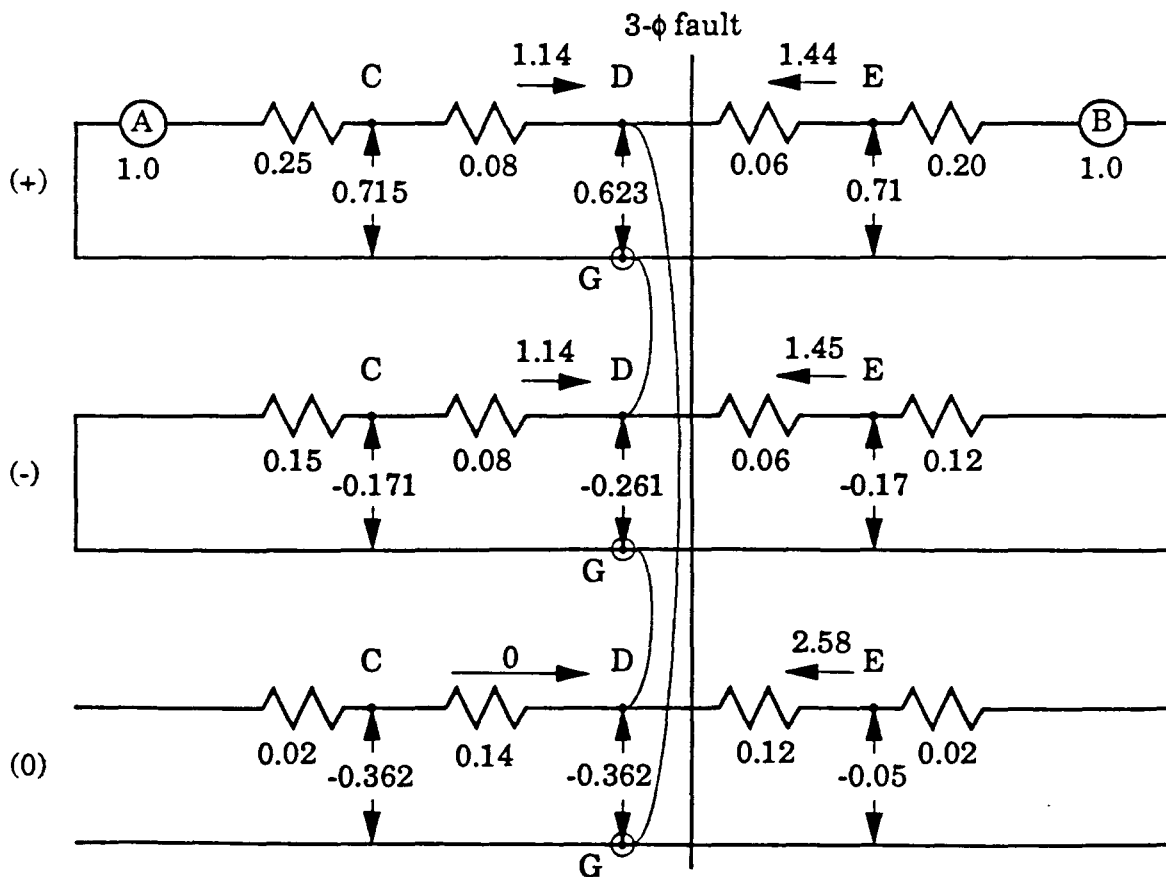 3-ϕ fault
1.14 1.44
C D E
A B
0.25 0.08 0.06 0.20
1.0 1.0
(+)
0.715 0.623 0.71
G
1.14 1.45
C D E
0.15 0.08 0.06 0.12
(-)
-0.171 -0.261 -0.17
G
0 2.58
C D E
0.02 0.14 0.12 0.02
(0)
-0.362 -0.362 -0.05
G